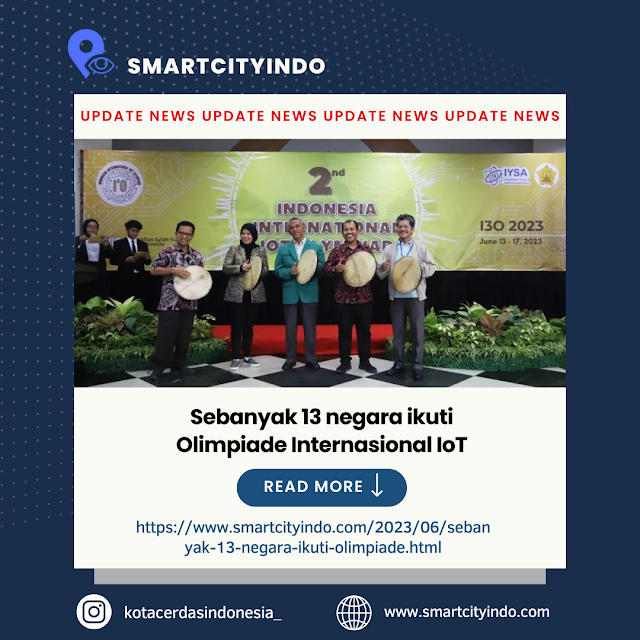 SMARTCITYINDO
UPDATE NEWS UPDATE NEWS UPDATE NEWS UPDATE NEWS
2nd
INDONESIA
INTERNATIONAL
IOT
IYSA
I3O 2023
June 13 - 17, 2023
Sebanyak 13 negara ikuti
Olimpiade Internasional IoT
READ MORE
https://www.smartcityindo.com/2023/06/seban
yak-13-negara-ikuti-olimpiade.html
kotacerdasindonesia_
www.smartcityindo.com